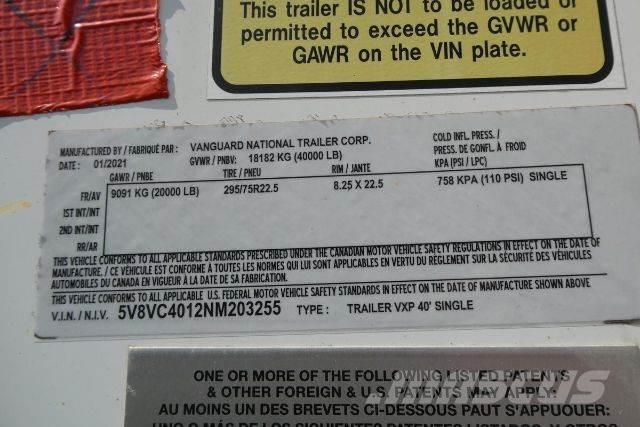 This trailer IS NOT to be loaded or
permitted to exceed the GVWR or
GAWR on the VIN plate.
MANUFACTURED BY / FABRIQUÉ PAR : VANGUARD NATIONAL TRAILER CORP.
DATE : 01/2021 GVWR / PNBV: 18182 KG (40000 LB)
COLD INFL. PRESS. /
PRESS. DE GONFL. À FROID
GAWR / PNBE TIRE / PNEU RIM / JANTE KPA (PSI / LPC)
FR/AV 9091 KG (20000 LB) 295/75R22.5 8.25 X 22.5 758 KPA (110 PSI) SINGLE
1ST INT/INT
2ND INT/INT
RR/AR
THIS VEHICLE CONFORMS TO ALL APPLICABLE STANDARDS PRESCRIBED UNDER THE CANADIAN MOTOR VEHICLE SAFETY REGULATIONS IN EFFECT ON THE DATE OF
MANUFACTURE. / CE VÉHICULE EST CONFORME À TOUTES LES NORMES QUI LUI SONT APPLICABLES EN VERTU DU RÈGLEMENT SUR LA SÉCURITÉ DES VÉHICULES
AUTOMOBILES DU CANADA EN VIGUEUR À LA DATE DE SA FABRICATION.
THIS VEHICLE CONFORMS TO ALL APPLICABLE U.S. FEDERAL MOTOR VEHICLE SAFETY STANDARDS IN EFFECT ON THE DATE OF MANUFACTURE SHOWN ABOVE
V.I.N. / N.I.V. 5V8VC4012NM203255 TYPE : TRAILER VXP 40' SINGLE
ONE OR MORE OF THE FOLLOWING LISTED PATENTS
& OTHER FOREIGN & U.S. PATENTS MAY APPLY:
AU MOINS UN DES BREVETS CI-DESSOUS PAUT S'APPUOUER:
UNO O MÁS DE LOS SIGUIENTES PATENTES LISTADOS Y OTRAS